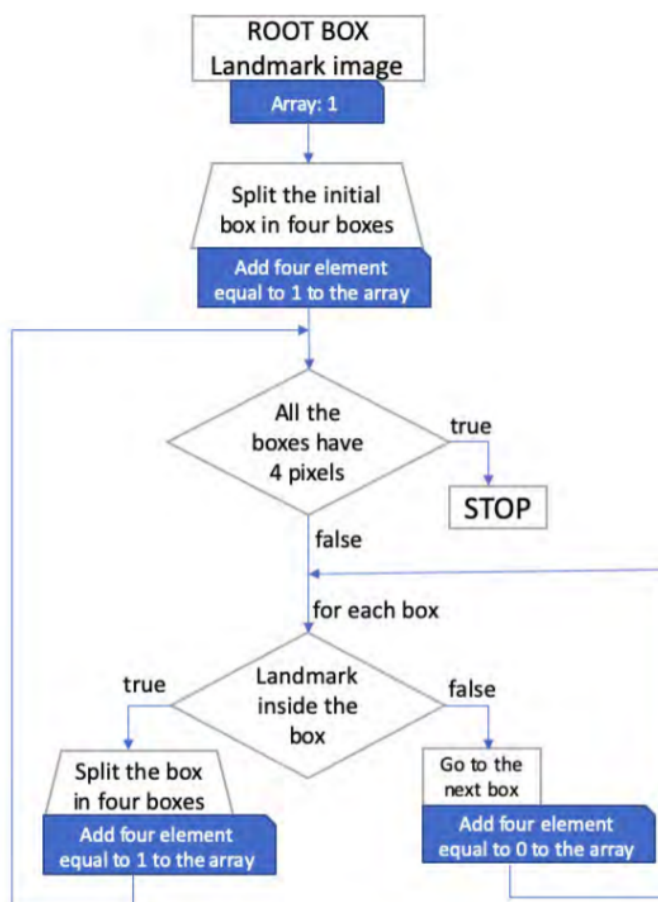 ROOT BOX
Landmark image
Array: 1
Split the initial
box in four boxes
Add four element
equal to 1 to the array
All the
boxes have
4 pixels
true
STOP
false
for each box
Landmark
inside the
box
true
false
Split the box
in four boxes
Add four element
equal to 1 to the array
Go to the
next box
Add four element
equal to 0 to the array